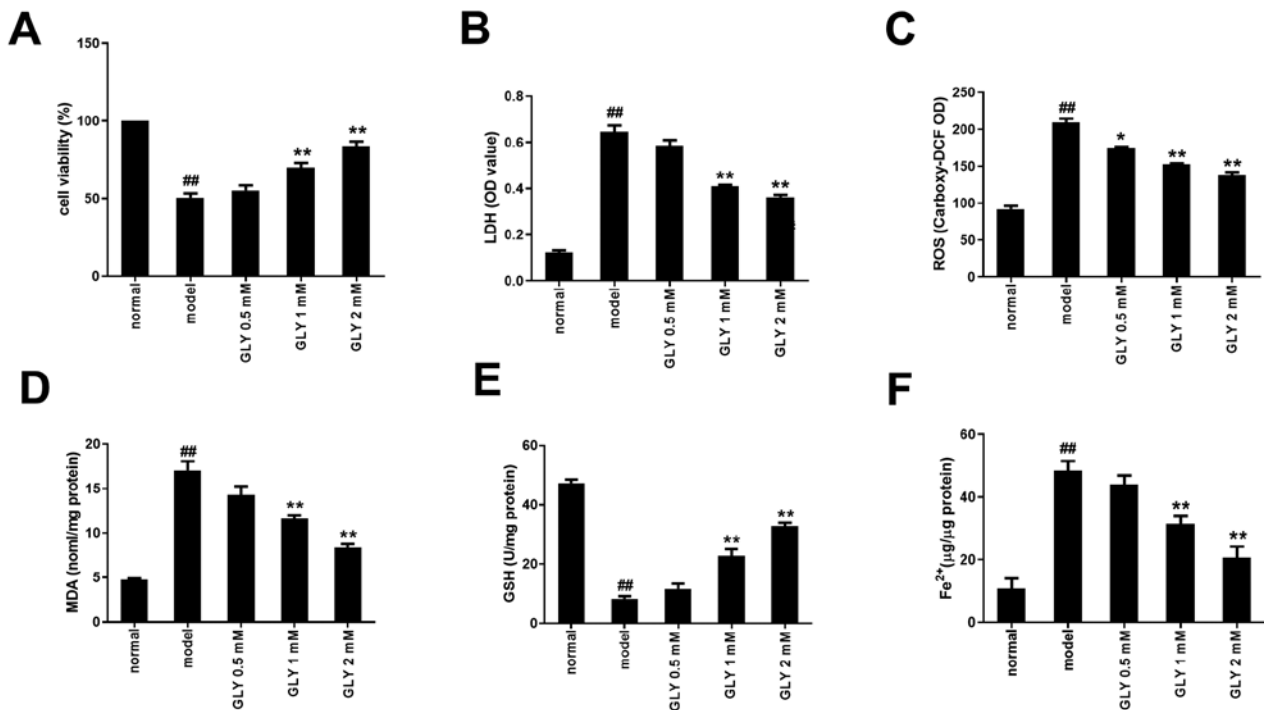 A
cell viability (%)
150
100
50
0
##
**
**
normal
model
GLY 0.5 mM
GLY 1 mM
GLY 2 mM
B
LDH (OD value)
0.8
0.6
0.4
0.2
0.0
##
**
**
normal
model
GLY 0.5 mM
GLY 1 mM
GLY 2 mM
C
ROS (Carboxy-DCF OD)
250
200
150
100
50
0
##
*
**
**
normal
model
GLY 0.5 mM
GLY 1 mM
GLY 2 mM
D
MDA (noml/mg protein)
20
15
10
5
0
##
**
**
normal
model
GLY 0.5 mM
GLY 1 mM
GLY 2 mM
E
GSH (U/mg protein)
60
40
20
0
##
**
**
normal
model
GLY 0.5 mM
GLY 1 mM
GLY 2 mM
F
Fe²⁺(μg/μg protein)
60
40
20
0
##
**
**
normal
model
GLY 0.5 mM
GLY 1 mM
GLY 2 mM